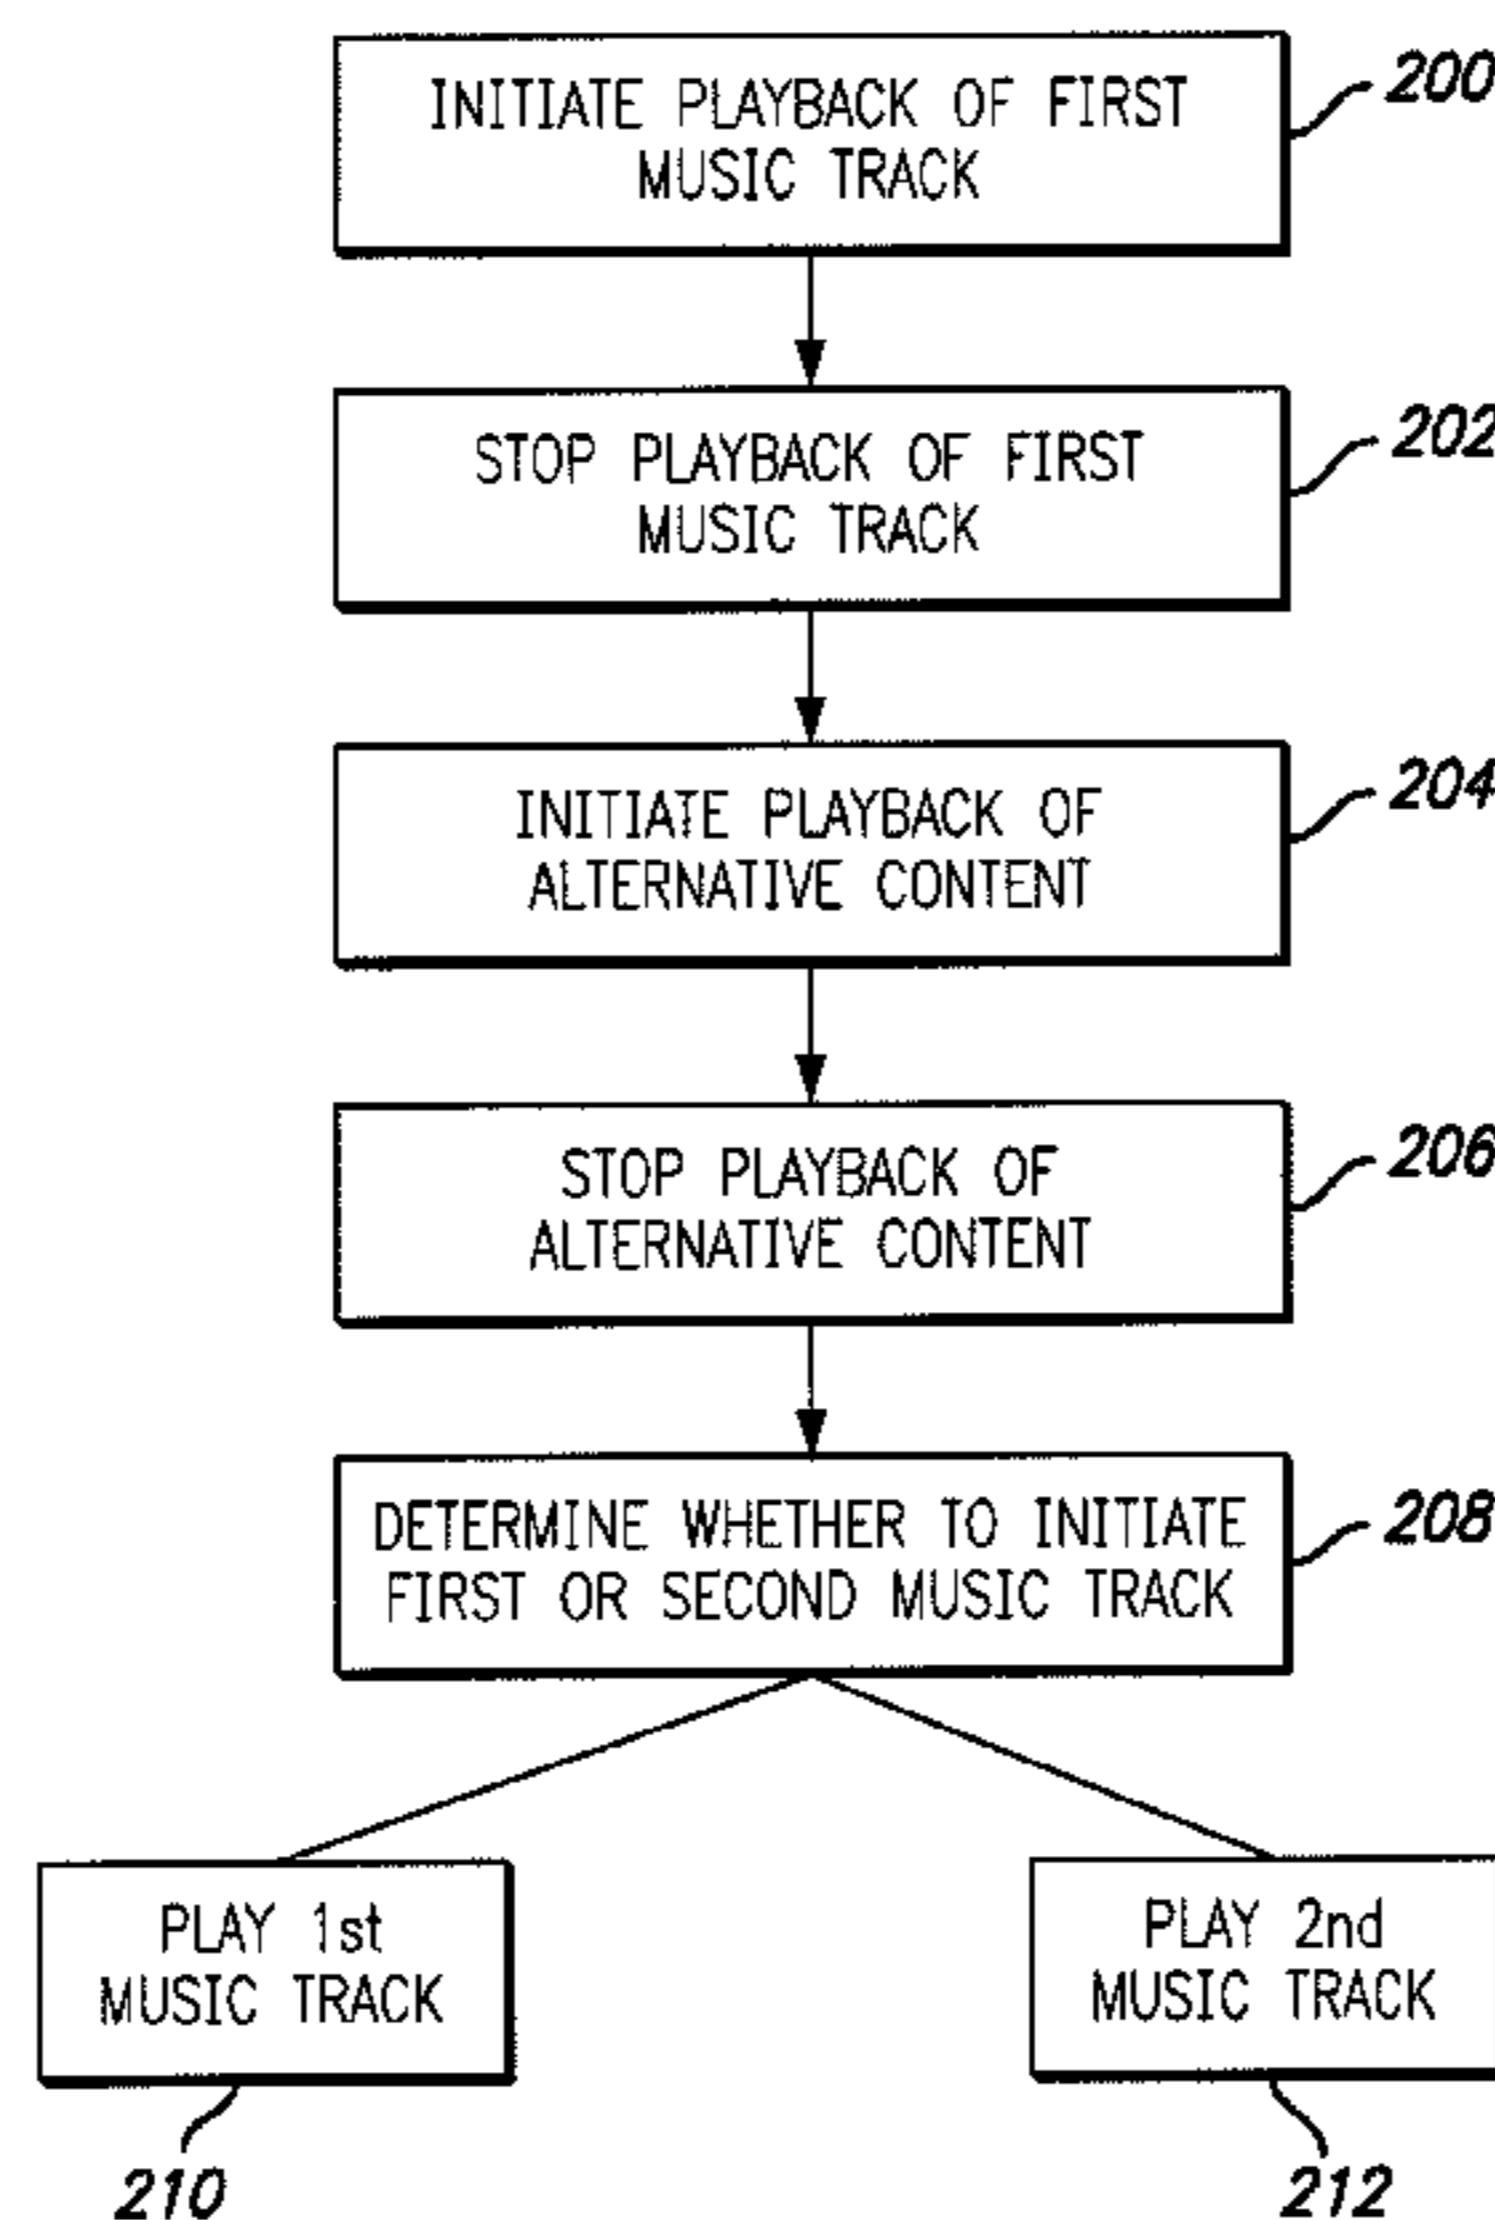 INITIATE PLAYBACK OF FIRST
MUSIC TRACK
200
STOP PLAYBACK OF FIRST
MUSIC TRACK
202
INITIATE PLAYBACK OF
ALTERNATIVE CONTENT
204
STOP PLAYBACK OF
ALTERNATIVE CONTENT
206
DETERMINE WHETHER TO INITIATE
FIRST OR SECOND MUSIC TRACK
208
PLAY 1st
MUSIC TRACK
210
PLAY 2nd
MUSIC TRACK
212